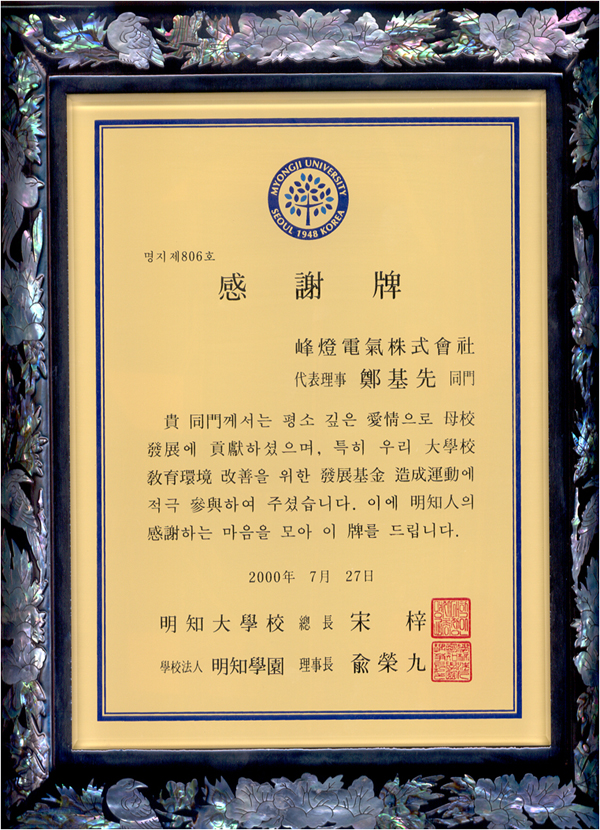 MYONGJI UNIVERSITY
SEOUL 1948 KOREA
명지제806호
感 謝 牌
峰燈電氣株式會社
代表理事 鄭基先 同門
貴 同門께서는 평소 깊은 愛情으로 母校
發展에 貢獻하셨으며, 특히 우리 大學校
敎育環境 改善을 위한 發展基金 造成運動에
적극 參與하여 주셨습니다. 이에 明知人의
感謝하는 마음을 모아 이 牌를 드립니다.
2000年 7月 27日
明知大學校 總長 宋 梓
學校法人 明知學園 理事長 兪榮九